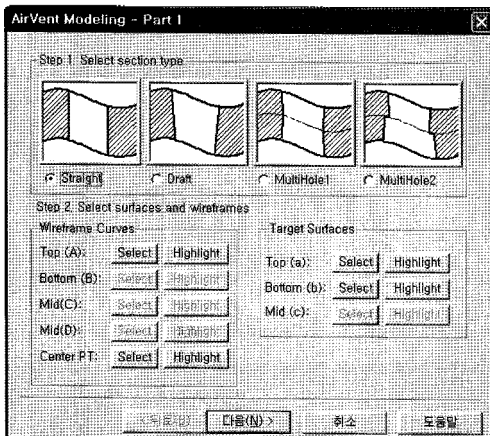 AirVent Modeling - Part I
Step 1. Select section type
Straight
Draft
MultiHole1
MultiHole2
Step 2. Select surfaces and wireframes
Wireframe Curves
Top (A): Select Highlight
Bottom (B): Select Highlight
Mid(C): Select Highlight
Mid(D): Select Highlight
Center PT: Select Highlight
Target Surfaces
Top (a): Select Highlight
Bottom (b): Select Highlight
Mid (c): Select Highlight
< 뒤로(B) 다음(N) > 취소 도움말